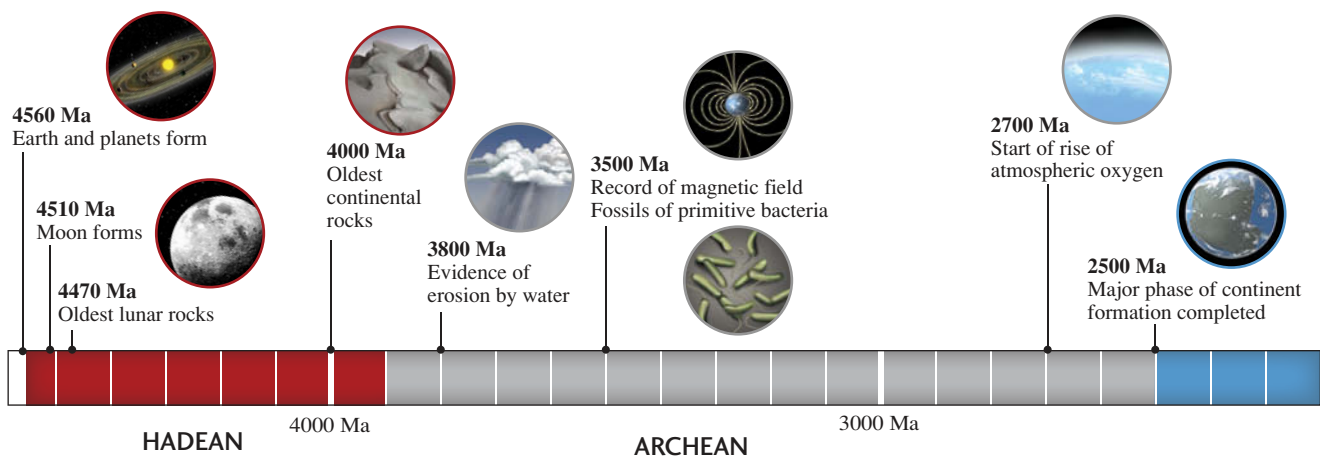 4560 Ma
Earth and planets form
4510 Ma
Moon forms
4470 Ma
Oldest lunar rocks
4000 Ma
Oldest
continental
rocks
3800 Ma
Evidence of
erosion by water
3500 Ma
Record of magnetic field
Fossils of primitive bacteria
2700 Ma
Start of rise of
atmospheric oxygen
2500 Ma
Major phase of continent
formation completed
4000 Ma
3000 Ma
HADEAN
ARCHEAN